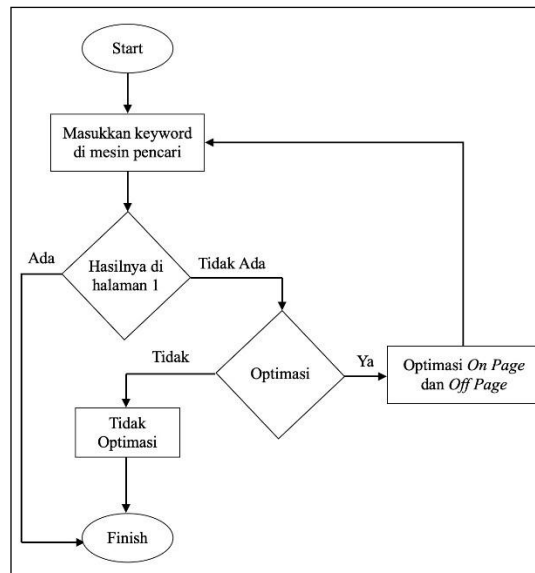 Start
Masukkan keyword
di mesin pencari
Ada
Hasilnya di
halaman 1
Tidak Ada
Tidak
Optimasi
Ya
Optimasi On Page
dan Off Page
Tidak
Optimasi
Finish